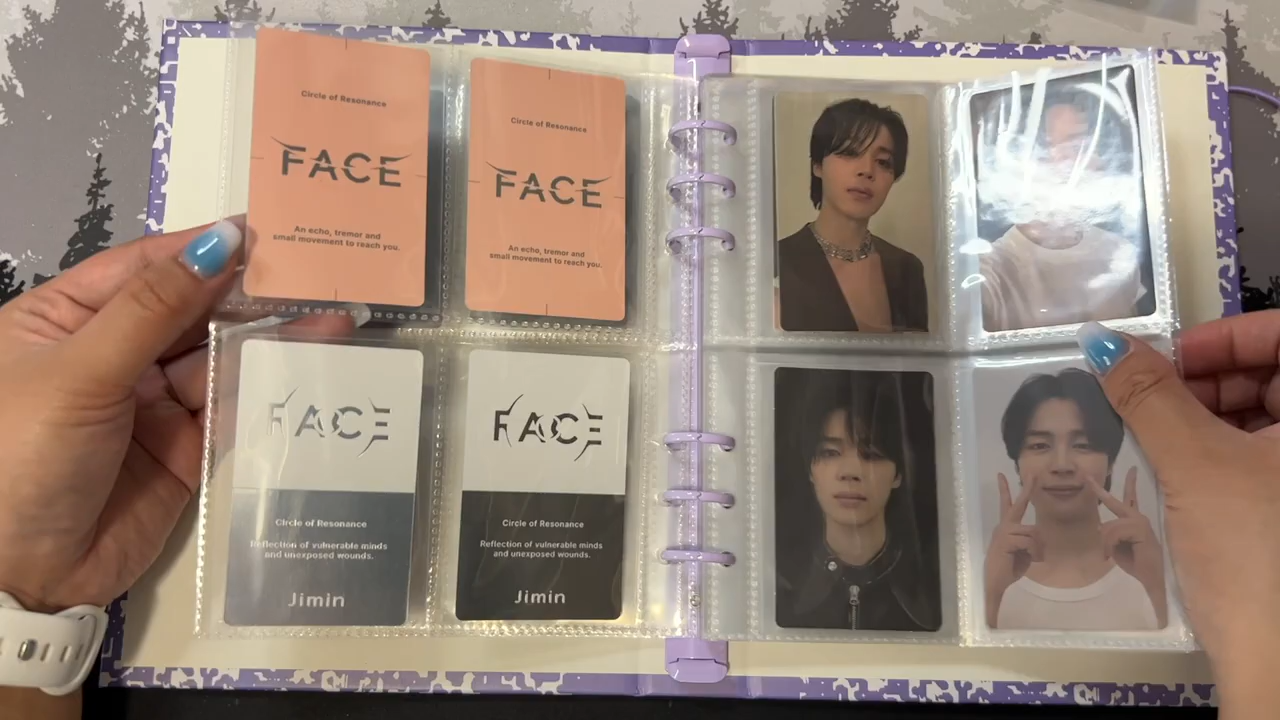 Circle of Resonance
FACE
An echo, tremor and
small movement to reach you.
Circle of Resonance
FACE
An echo, tremor and
small movement to reach you.
FACE
Circle of Resonance
Reflection of vulnerable minds
and unexposed wounds.
Jimin
FACE
Circle of Resonance
Reflection of vulnerable minds
and unexposed wounds.
Jimin